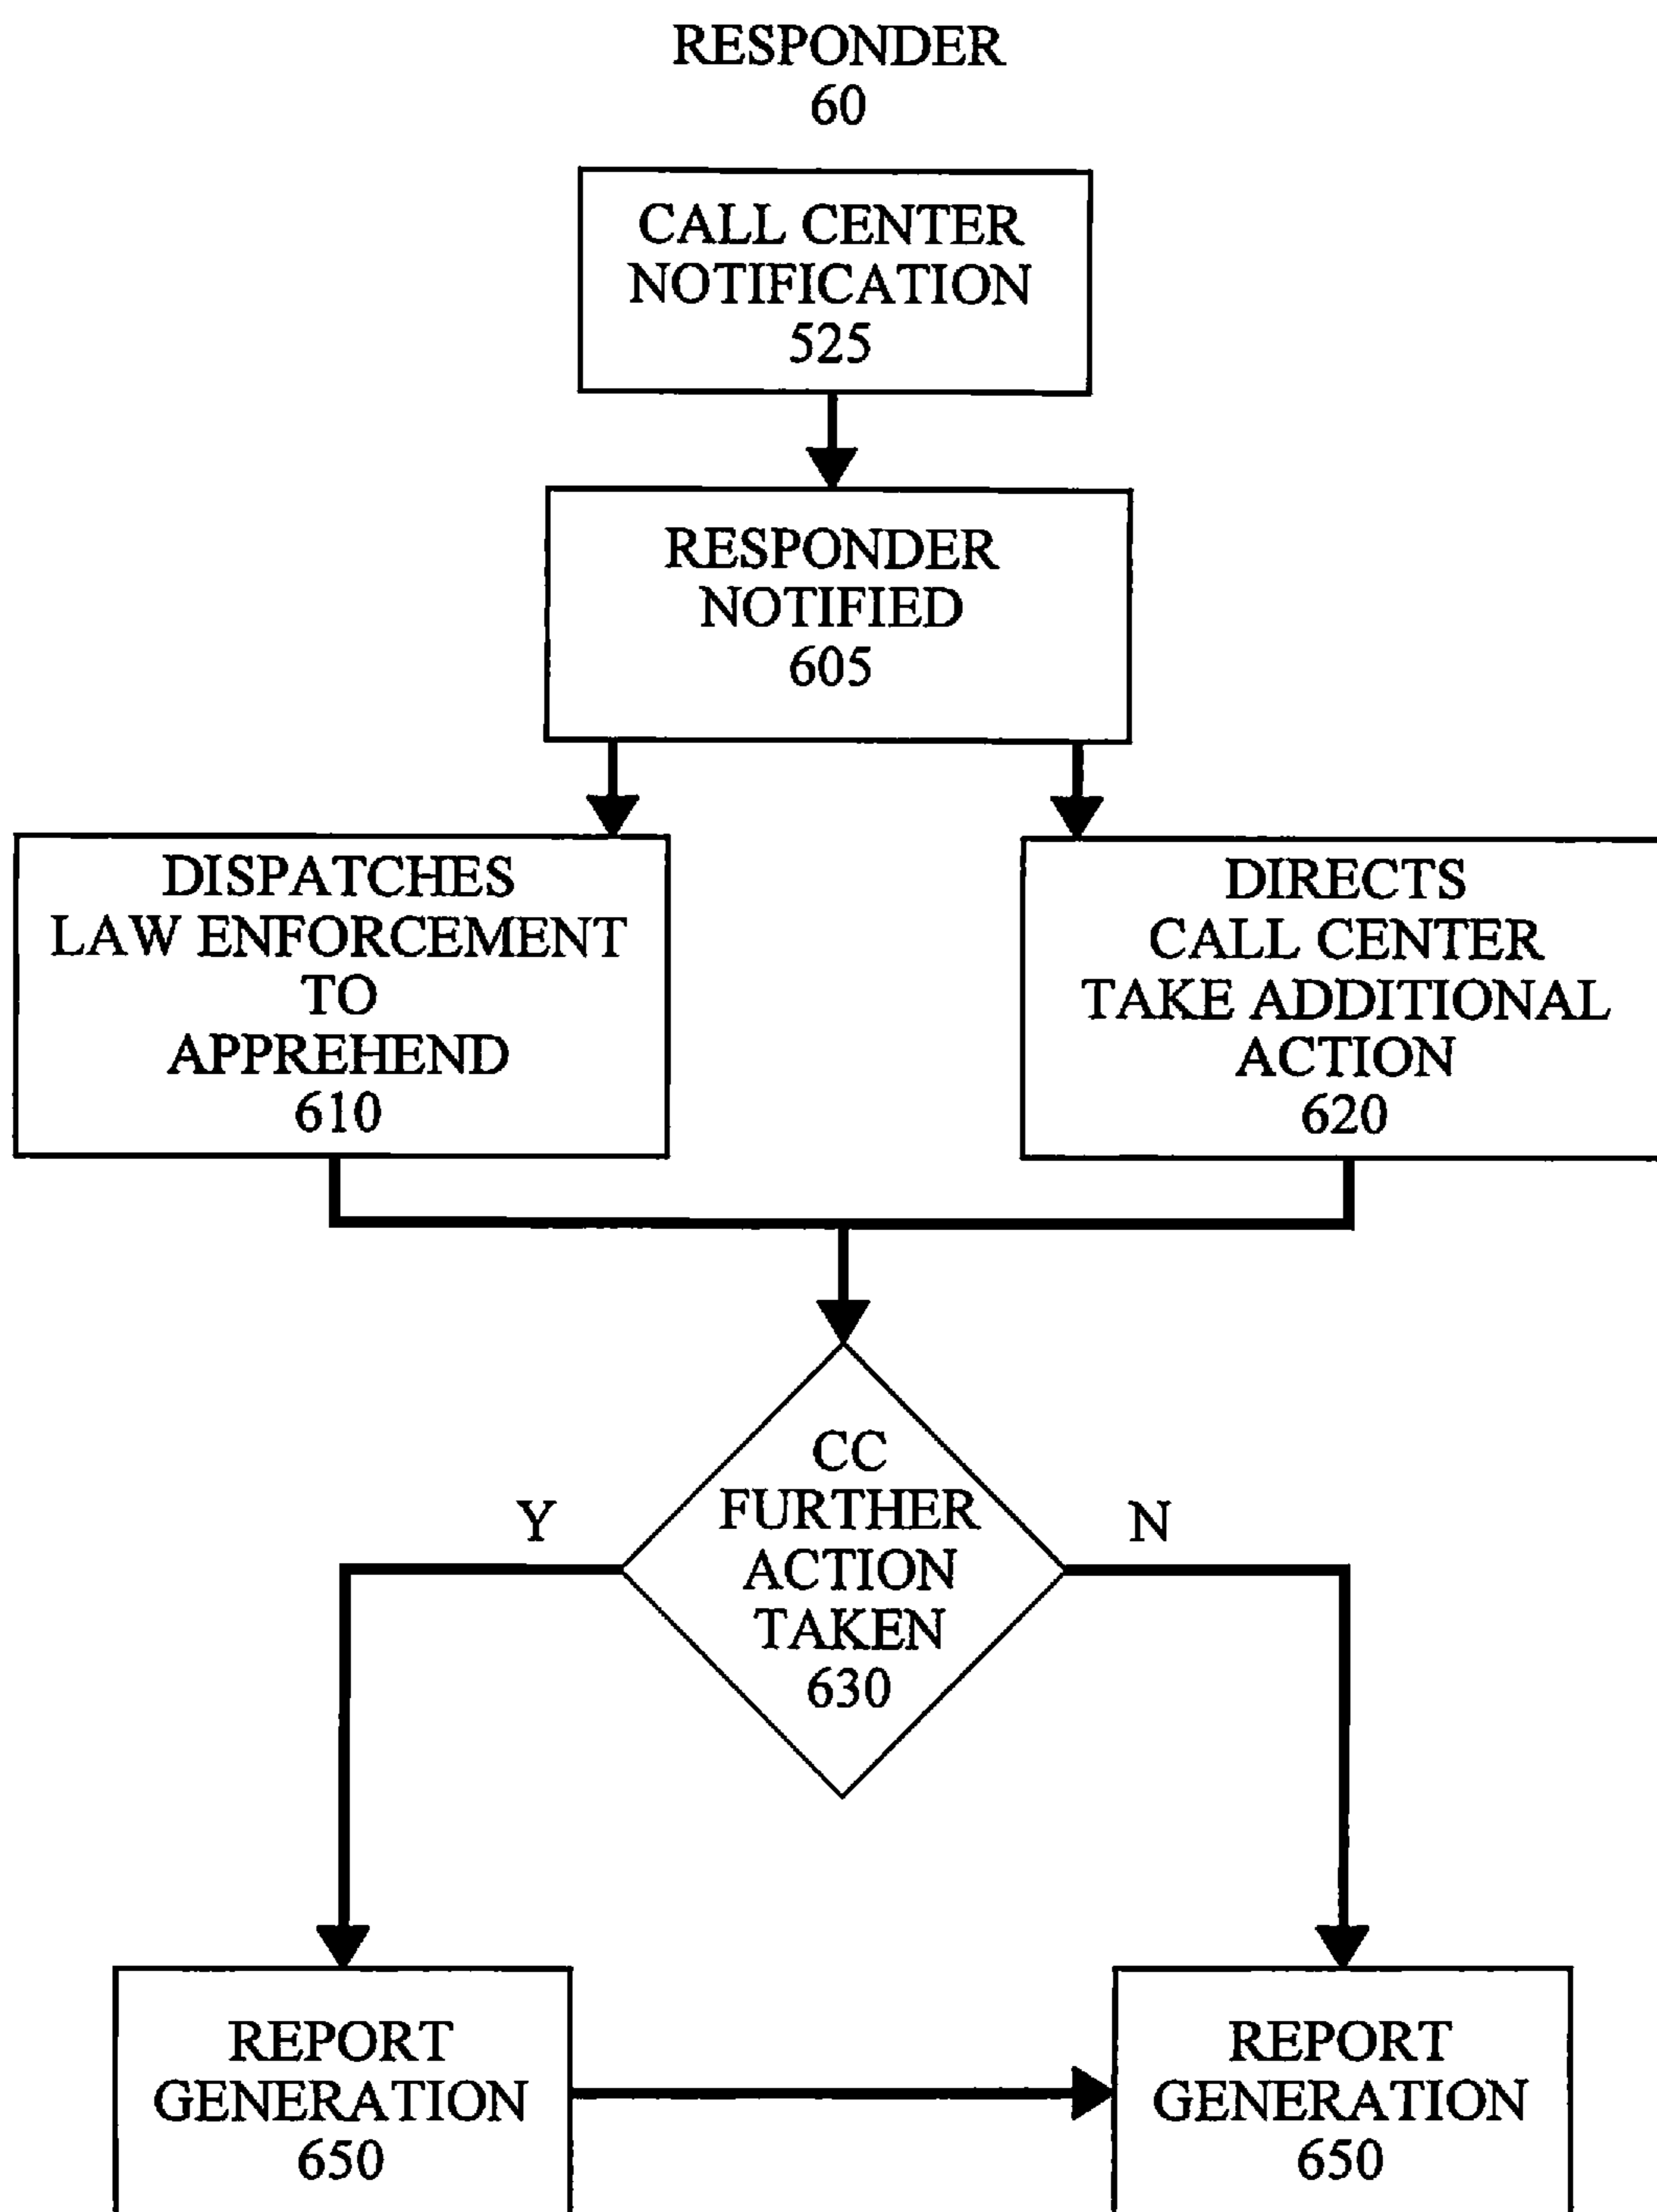 RESPONDER
60
CALL CENTER
NOTIFICATION
525
RESPONDER
NOTIFIED
605
DISPATCHES
LAW ENFORCEMENT
TO
APPREHEND
610
DIRECTS
CALL CENTER
TAKE ADDITIONAL
ACTION
620
CC
FURTHER
ACTION
TAKEN
630
Y
N
REPORT
GENERATION
650
REPORT
GENERATION
650